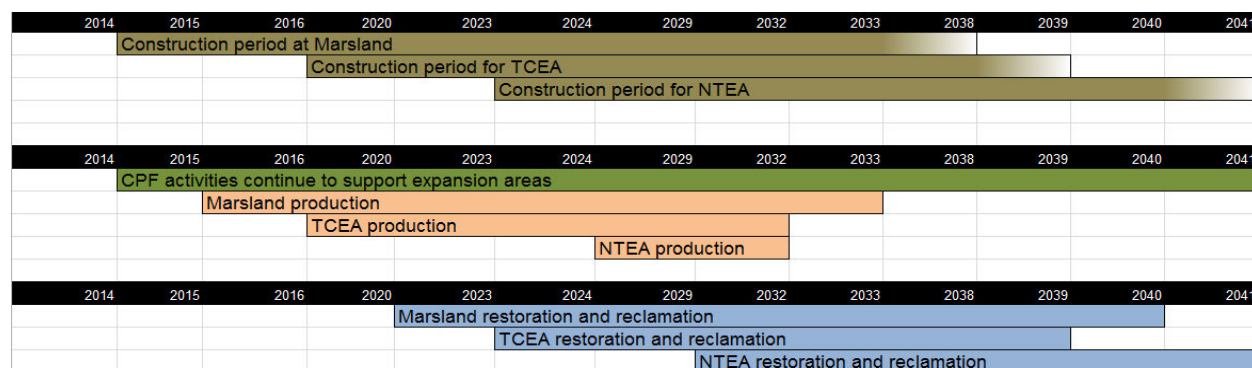 2014 2015 2016 2020 2023 2024 2029 2032 2033 2038 2039 2040 2041
Construction period at Marsland
Construction period for TCEA
Construction period for NTEA
2014 2015 2016 2020 2023 2024 2029 2032 2033 2038 2039 2040 2041
CPF activities continue to support expansion areas
Marsland production
TCEA production
NTEA production
2014 2015 2016 2020 2023 2024 2029 2032 2033 2038 2039 2040 2041
Marsland restoration and reclamation
TCEA restoration and reclamation
NTEA restoration and reclamation